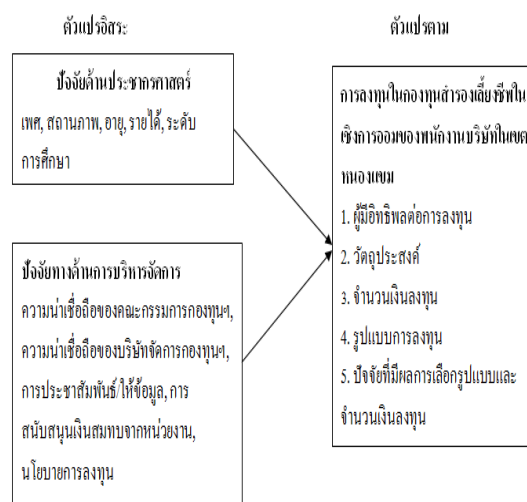 ตัวแปรอิสระ
ปัจจัยด้านประชากรศาสตร์
เพศ, สถานภาพ, อายุ, รายได้, ระดับ
การศึกษา
ปัจจัยทางด้านการบริหารจัดการ
ความน่าเชื่อถือของคณะกรรมการกองทุนฯ,
ความน่าเชื่อถือของบริษัทจัดการกองทุนฯ,
การประชาสัมพันธ์/ให้ข้อมูล, การ
สนับสนุนเงินสมทบจากหน่วยงาน,
นโยบายการลงทุน
ตัวแปรตาม
การลงทุนในกองทุนสำรองเลี้ยงชีพใน
เชิงการออมของพนักงานบริษัทในเขต
หนองแขม
1. ผู้มีอิทธิพลต่อการลงทุน
2. วัตถุประสงค์
3. จำนวนเงินลงทุน
4. รูปแบบการลงทุน
5. ปัจจัยที่มีผลการเลือกรูปแบบและ
จำนวนเงินลงทุน